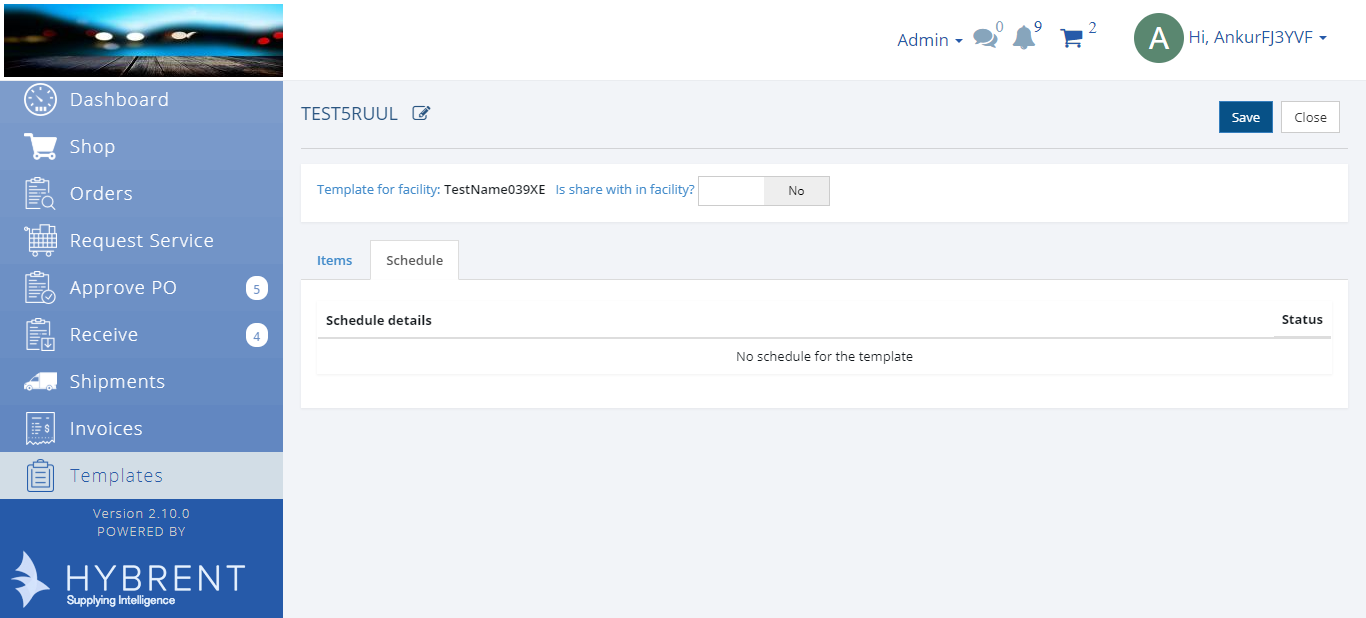 Admin 0 9 2 A Hi, AnkurFJ3YVF
Dashboard
Shop
Orders
Request Service
Approve PO 5
Receive 4
Shipments
Invoices
Templates
Version 2.10.0
POWERED BY
HYBRENT
Supplying Intelligence
TEST5RUUL
Save Close
Template for facility: TestName039XE Is share with in facility? No
Items Schedule
Schedule details Status
No schedule for the template